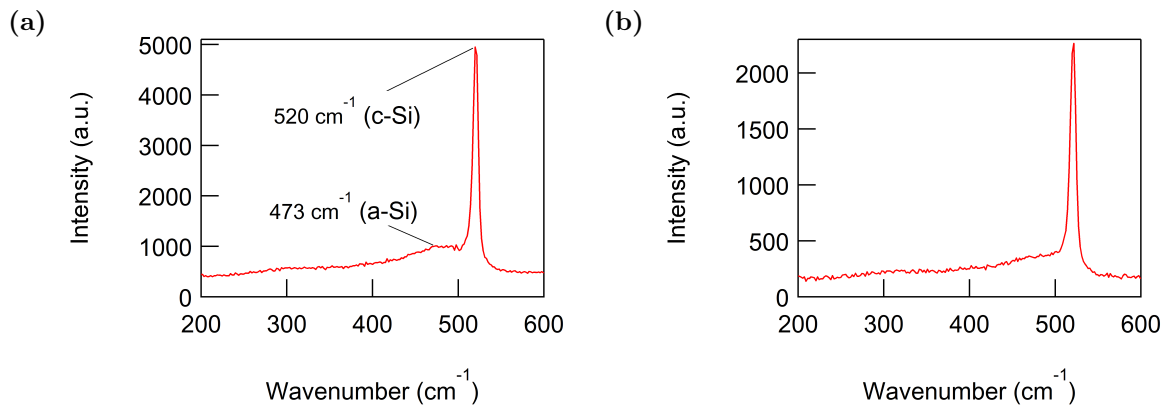 (a)
5000
4000
3000
2000
1000
0
Intensity (a.u.)
520 cm⁻¹ (c-Si)
473 cm⁻¹ (a-Si)
200 300 400 500 600
Wavenumber (cm⁻¹)
(b)
2000
1500
1000
500
0
Intensity (a.u.)
200 300 400 500 600
Wavenumber (cm⁻¹)